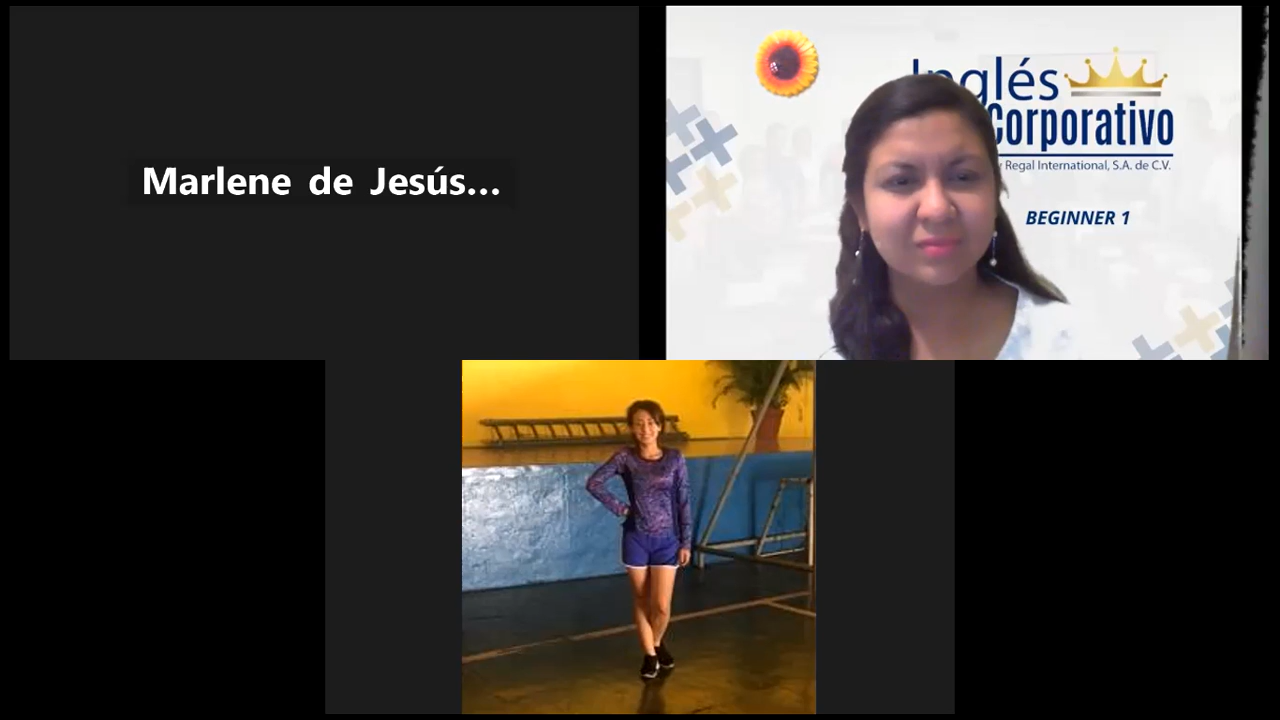 Marlene de Jesús...
Inglés
Corporativo
y Regal International, S.A. de C.V.
BEGINNER 1